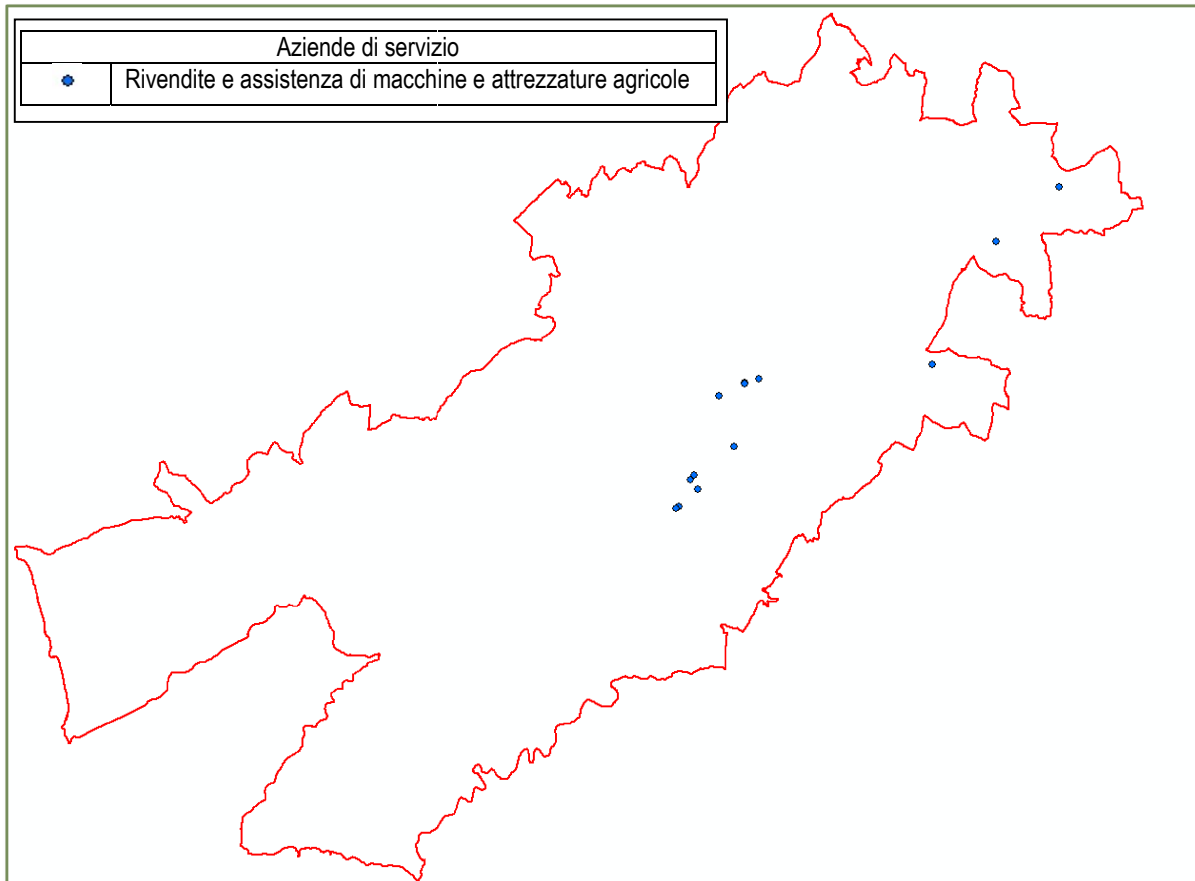 Aziende di servizio
Rivendite e assistenza di macchine e attrezzature agricole